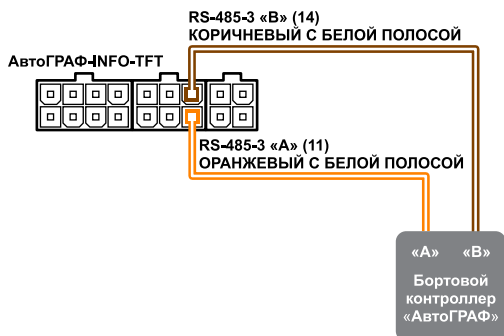 RS-485-3 «B» (14)
КОРИЧНЕВЫЙ С БЕЛОЙ ПОЛОСОЙ
АвтоГРАФ-INFO-TFT
RS-485-3 «A» (11)
ОРАНЖЕВЫЙ С БЕЛОЙ ПОЛОСОЙ
«A» «B»
Бортовой
контроллер
«АвтоГРАФ»